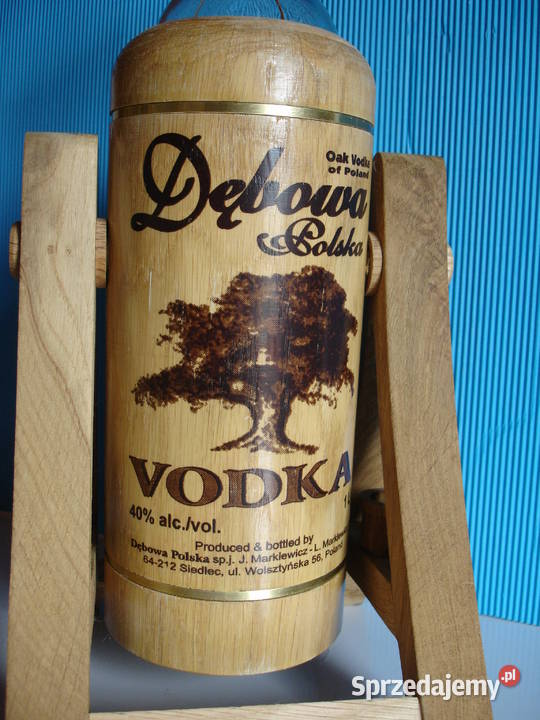 Oak Vodka
of Poland
Dębowa
Polska
VODKA
40% alc./vol.
Produced & bottled by
Dębowa Polska sp.j. J. Markiewicz - L.
64-212 Siedlec, ul. Wolsztyńska 56, Poland
Sprzedajemy.pl